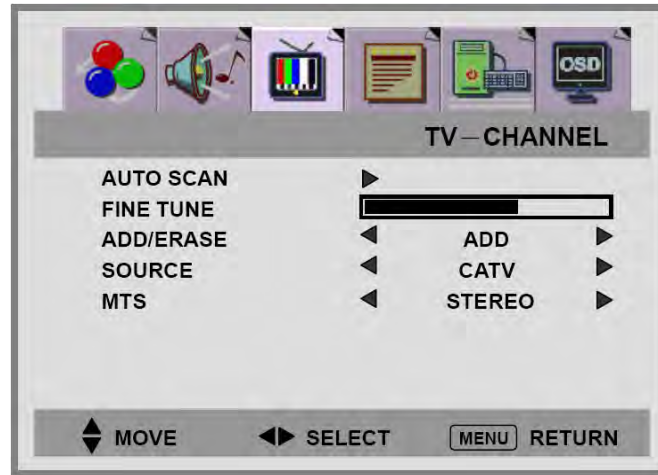 OSD
TV—CHANNEL
AUTO SCAN
FINE TUNE
ADD/ERASE ADD
SOURCE CATV
MTS STEREO
MOVE SELECT MENU RETURN